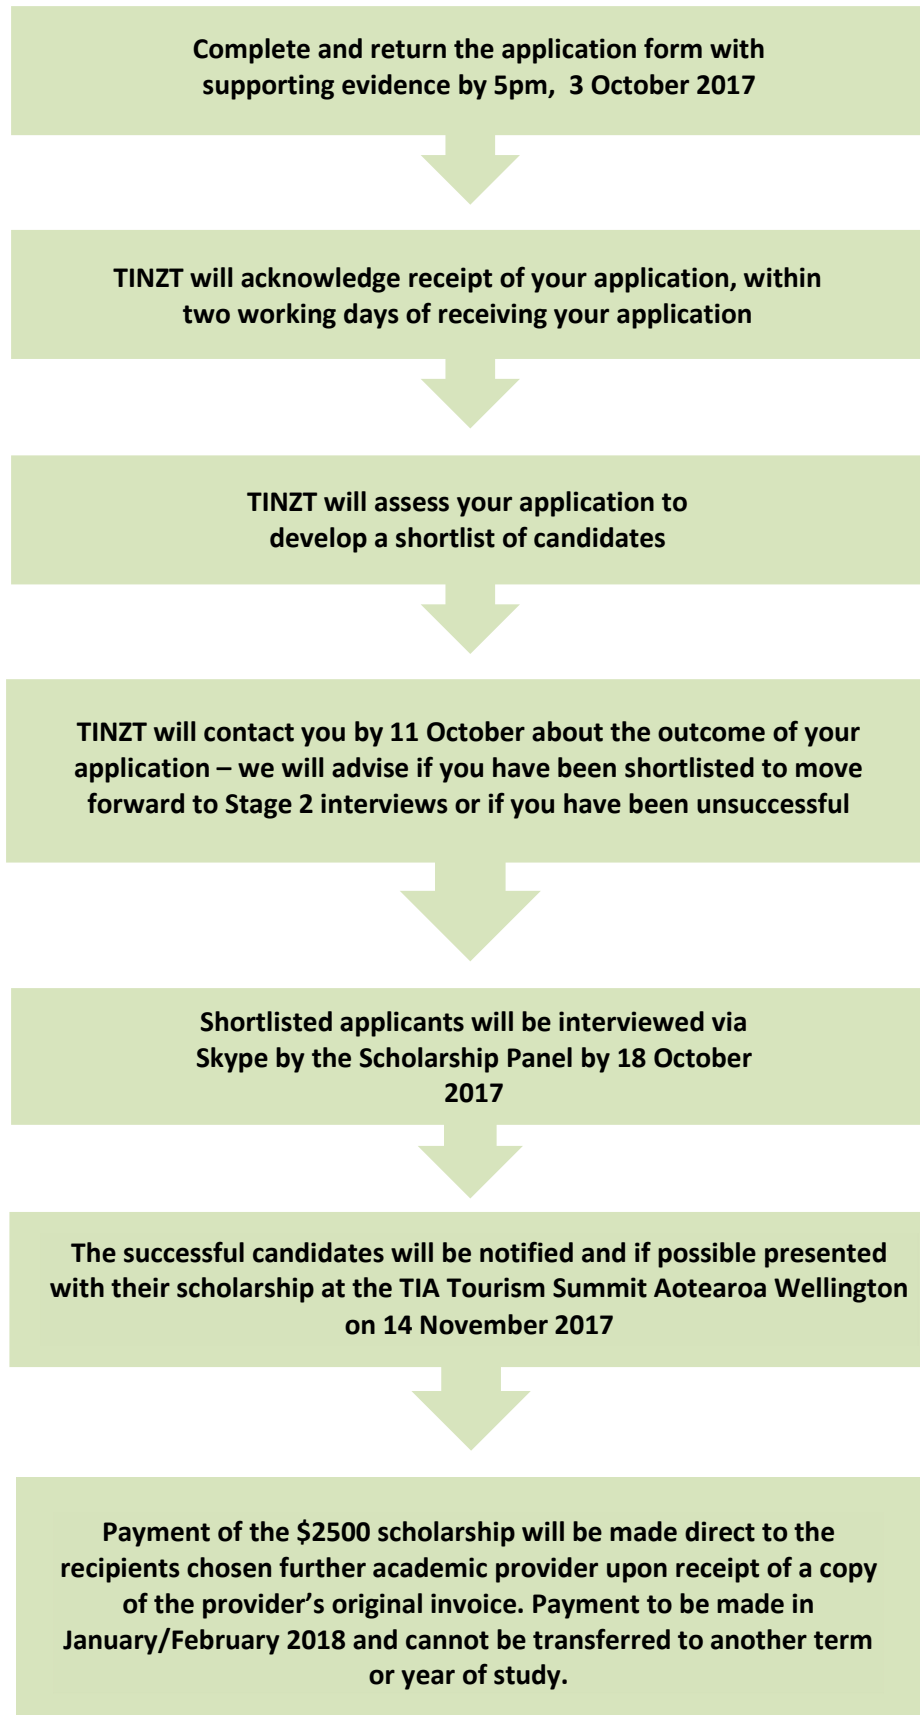 Complete and return the application form with
supporting evidence by 5pm,  3 October 2017
TINZT will acknowledge receipt of your application, within
two working days of receiving your application
TINZT will assess your application to
develop a shortlist of candidates
TINZT will contact you by 11 October about the outcome of your
application – we will advise if you have been shortlisted to move
forward to Stage 2 interviews or if you have been unsuccessful
Shortlisted applicants will be interviewed via
Skype by the Scholarship Panel by 18 October
2017
The successful candidates will be notified and if possible presented
with their scholarship at the TIA Tourism Summit Aotearoa Wellington
on 14 November 2017
Payment of the $2500 scholarship will be made direct to the
recipients chosen further academic provider upon receipt of a copy
of the provider’s original invoice. Payment to be made in
January/February 2018 and cannot be transferred to another term
or year of study.